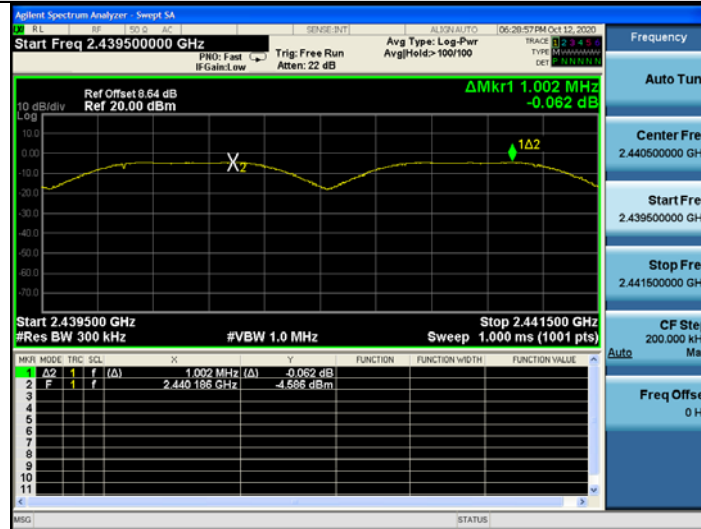 Agilent Spectrum Analyzer - Swept SA
RL RF 50 Ω AC SENSE:INT ALIGNAUTO 06:28:57 PM Oct 12, 2020
Start Freq 2.439500000 GHz
PNO: Fast
IFGain:Low
Trig: Free Run
Atten: 22 dB
Avg Type: Log-Pwr
Avg|Hold:>100/100
TRACE 1 2 3 4 5 6
TYPE M
DET P N N N N N
ΔMkr1 1.002 MHz
-0.062 dB
Ref Offset 8.64 dB
10 dB/div Ref 20.00 dBm
Log
10.0
0.00
-10.0
-20.0
-30.0
-40.0
-50.0
-60.0
-70.0
X2
1Δ2
Start 2.439500 GHz Stop 2.441500 GHz
#Res BW 300 kHz #VBW 1.0 MHz Sweep 1.000 ms (1001 pts)
MKR MODE TRC SCL X Y FUNCTION FUNCTION WIDTH FUNCTION VALUE
1 Δ2 1 f (Δ) 1.002 MHz (Δ) -0.062 dB
2 F 1 f 2.440 186 GHz -4.586 dBm
3
4
5
6
7
8
9
10
11
MSG STATUS
Frequency
Auto Tun
Center Fre
2.440500000 GH
Start Fre
2.439500000 GH
Stop Fre
2.441500000 GH
CF Ste
200.000 kH
Auto Ma
Freq Offse
0 H